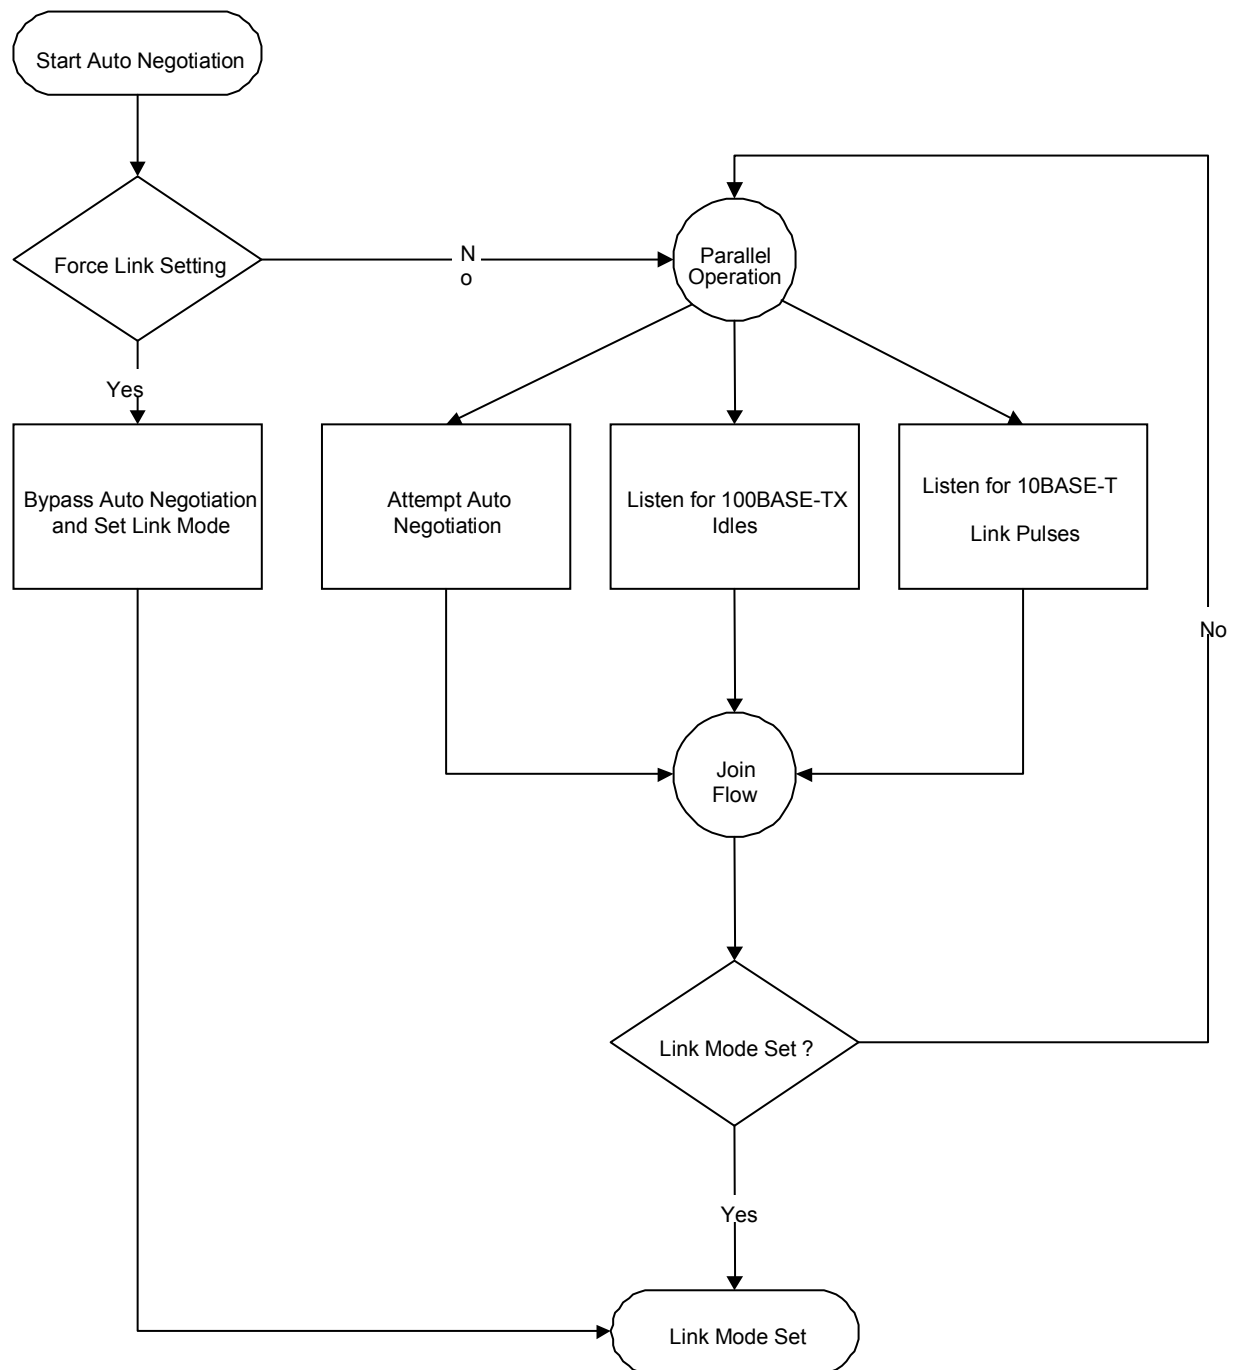 Start Auto Negotiation
Force Link Setting
N
o
Parallel
Operation
Yes
Bypass Auto Negotiation
and Set Link Mode
Attempt Auto
Negotiation
Listen for 100BASE-TX
Idles
Listen for 10BASE-T
Link Pulses
No
Join
Flow
Link Mode Set ?
Yes
Link Mode Set